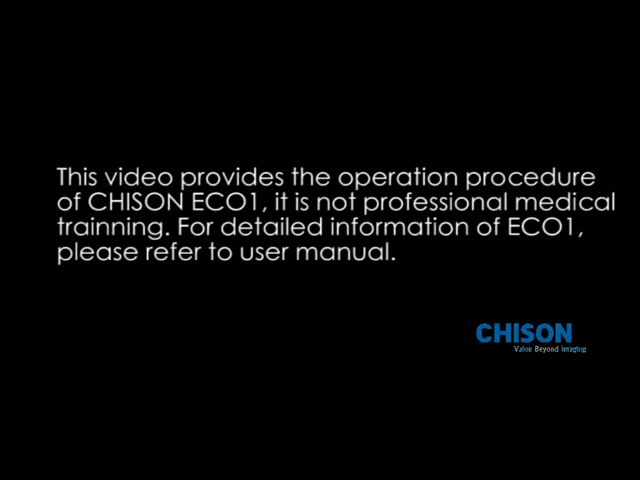 This video provides the operation procedure
of CHISON ECO1, it is not professional medical
trainning. For detailed information of ECO1,
please refer to user manual.
CHISON
Value Beyond Imaging